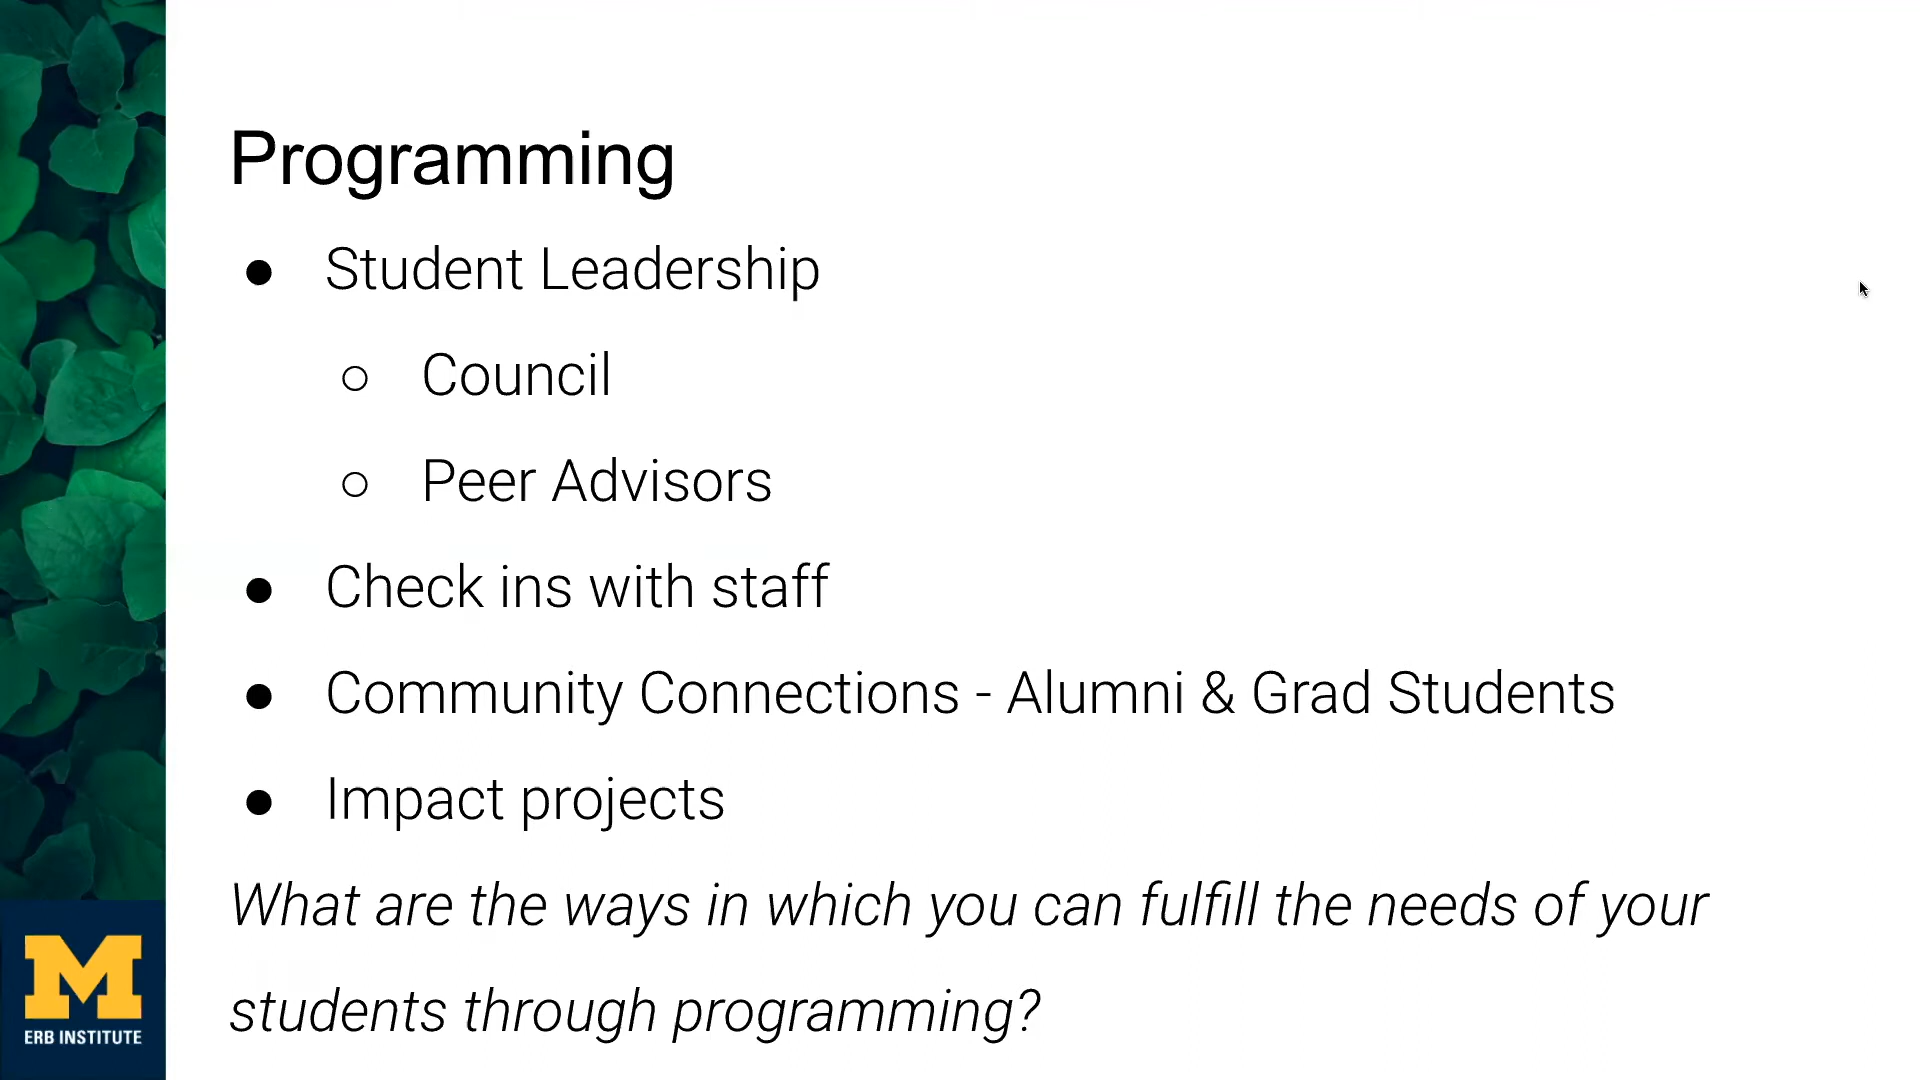 Programming
● Student Leadership
○ Council
○ Peer Advisors
● Check ins with staff
● Community Connections - Alumni & Grad Students
● Impact projects
What are the ways in which you can fulfill the needs of your
students through programming?
M
ERB INSTITUTE